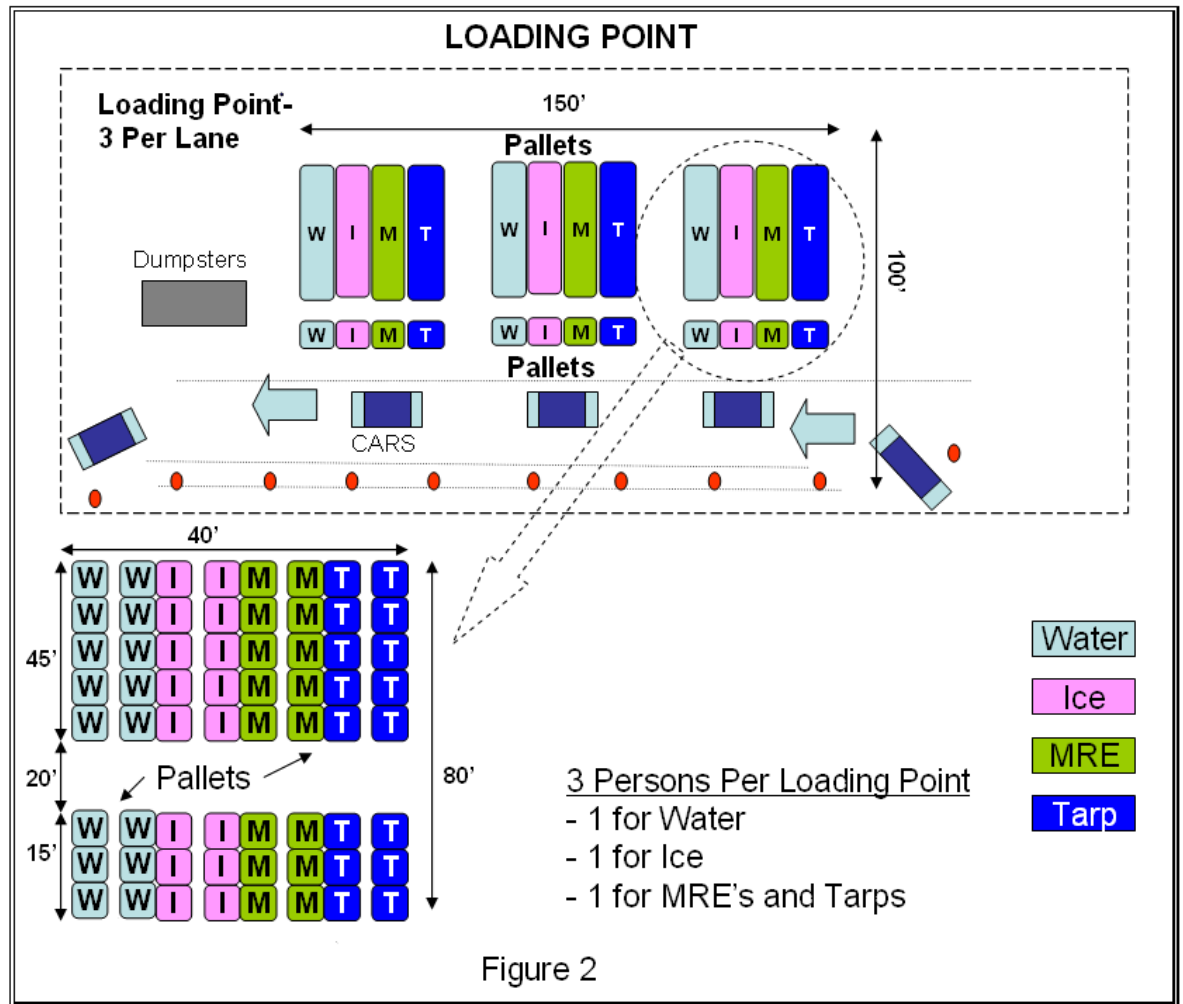 LOADING POINT
Loading Point-
3 Per Lane
150’
Pallets
W I M T W I M T W I M T
100’
Dumpsters
W I M T W I M T W I M T
Pallets
CARS
40’
W W I I M M T T
W W I I M M T T
45’
W W I I M M T T
W W I I M M T T
W W I I M M T T
20’
Pallets
80’
W W I I M M T T
15’
W W I I M M T T
W W I I M M T T
Water
Ice
MRE
Tarp
3 Persons Per Loading Point
- 1 for Water
- 1 for Ice
- 1 for MRE’s and Tarps
Figure 2